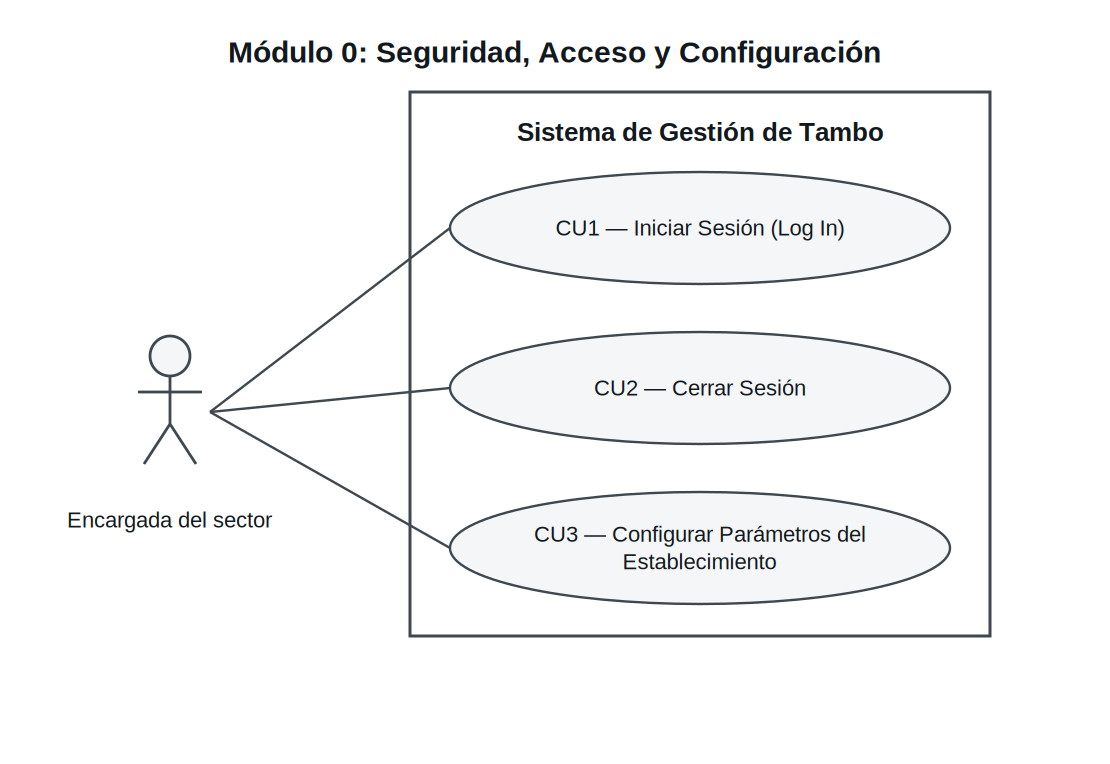 Módulo 0: Seguridad, Acceso y Configuración
Sistema de Gestión de Tambo
CU1 — Iniciar Sesión (Log In)
CU2 — Cerrar Sesión
Encargada del sector
CU3 — Configurar Parámetros del
Establecimiento